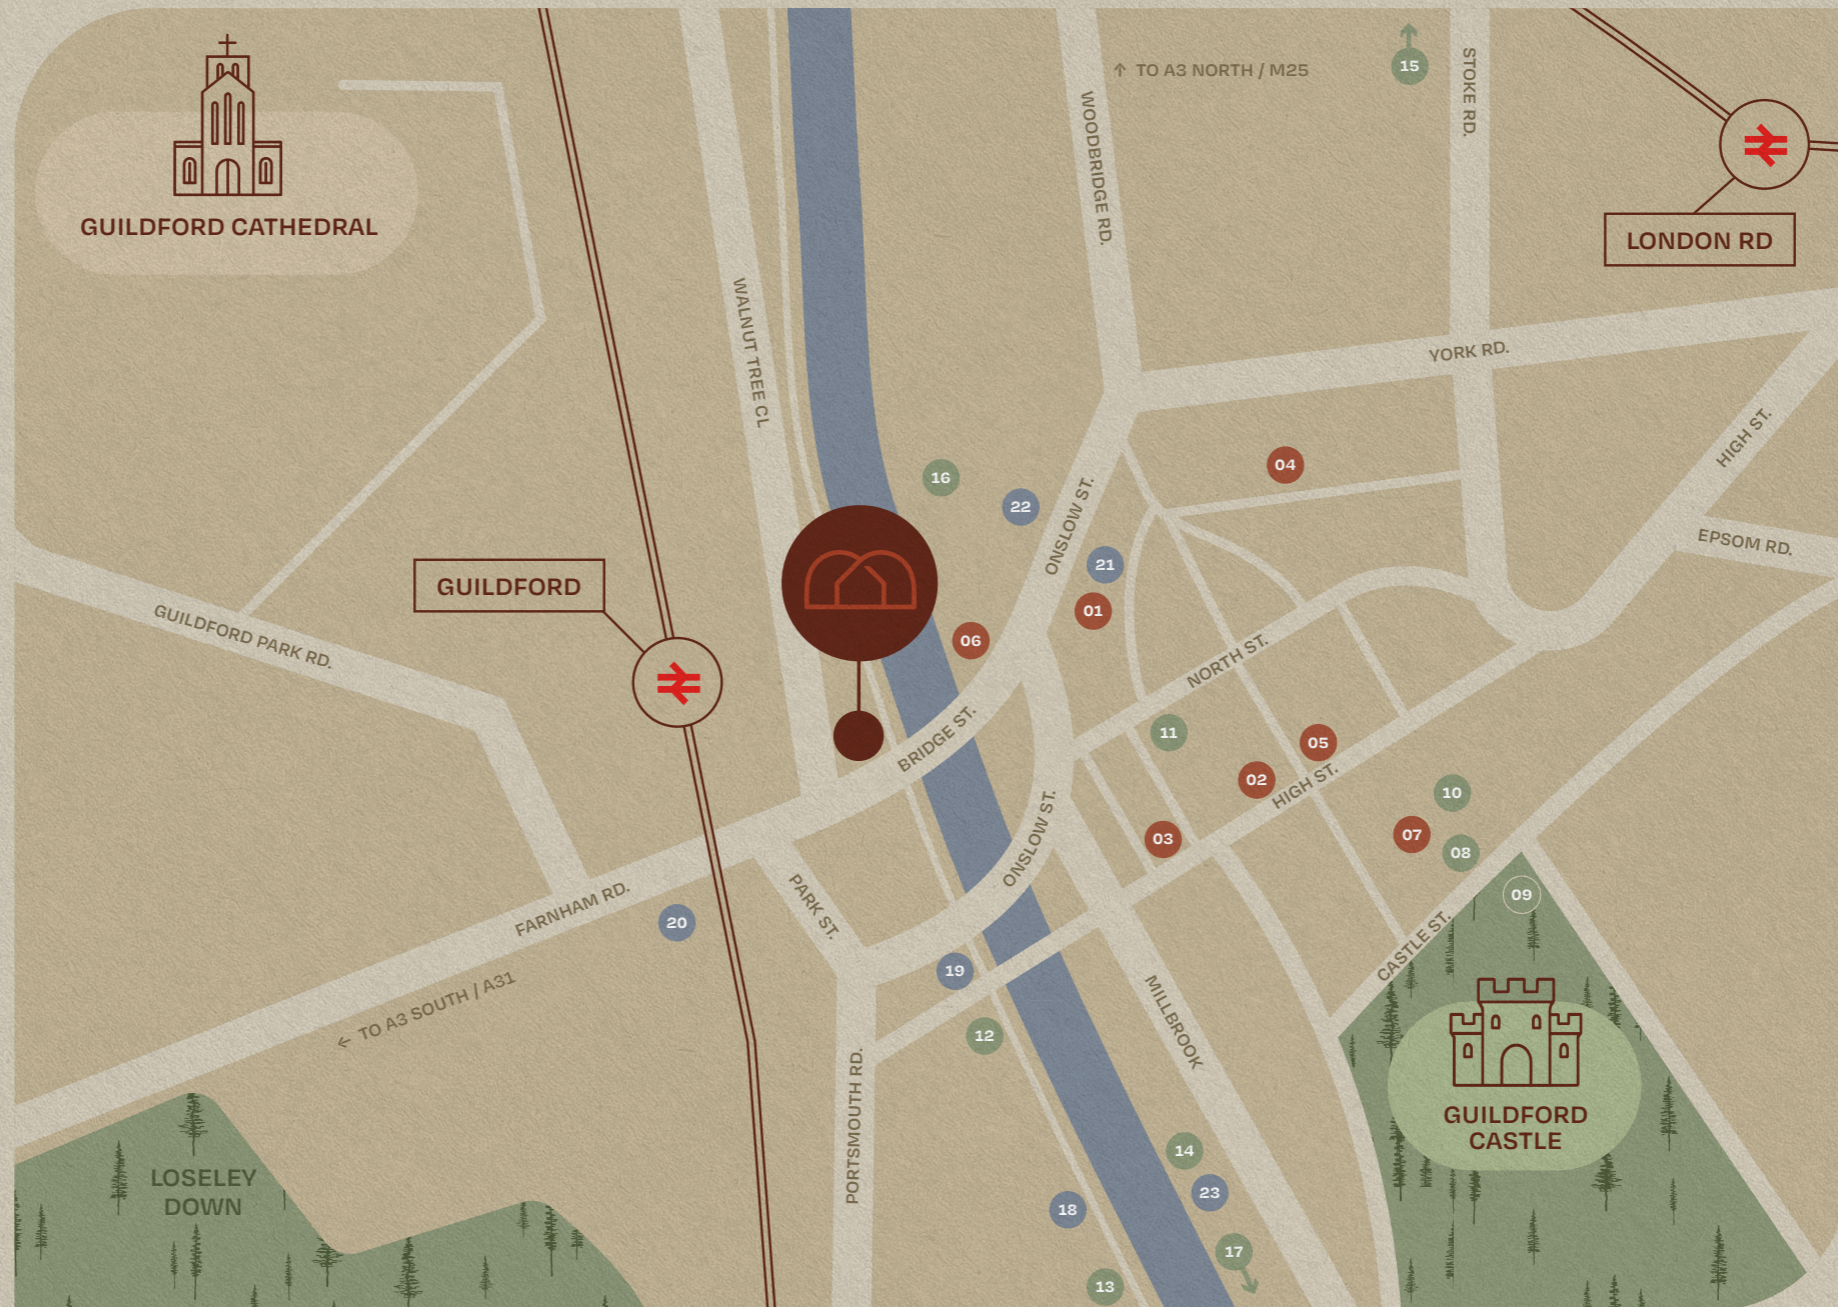 ↑ TO A3 NORTH / M25
15
STOKE RD.
WOODBRIDGE RD.
GUILDFORD CATHEDRAL
LONDON RD
WALNUT TREE CL
YORK RD.
HIGH ST.
04
16
22
ONSLOW ST.
EPSOM RD.
21
GUILDFORD
01
GUILDFORD PARK RD.
06
NORTH ST.
BRIDGE ST.
11
05
02
HIGH ST.
10
03
07
08
ONSLOW ST.
09
PARK ST.
FARNHAM RD.
20
CASTLE ST.
19
← TO A3 SOUTH / A31
12
MILLBROOK
PORTSMOUTH RD.
GUILDFORD
CASTLE
14
LOSELEY
DOWN
23
18
17
13